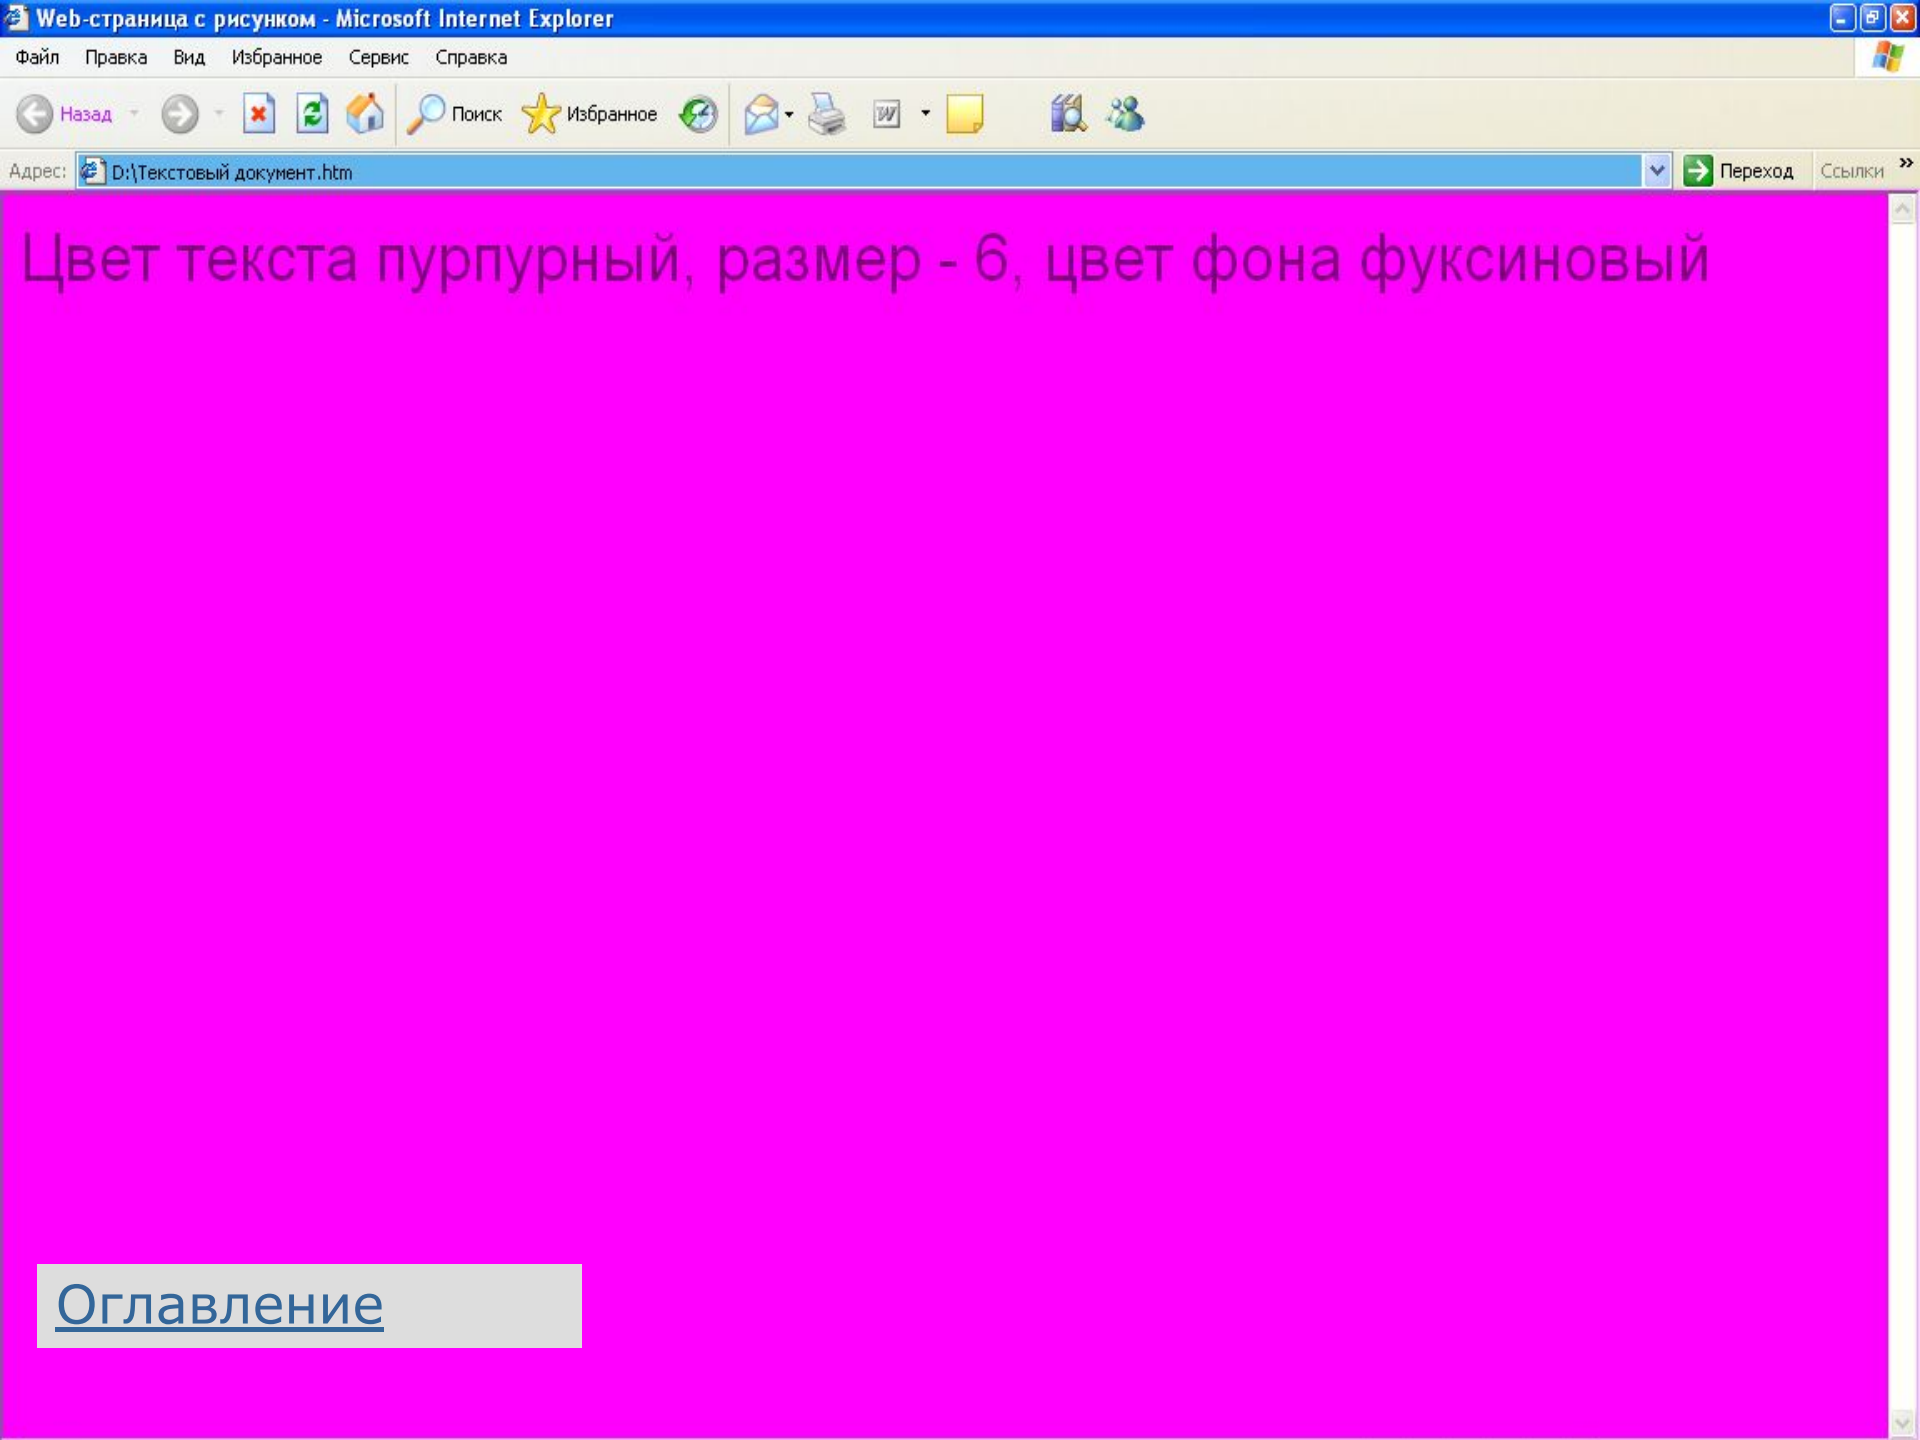 Web-страница с рисунком - Microsoft Internet Explorer
Файл Правка Вид Избранное Сервис Справка
Назад Поиск Избранное W
Адрес: D:\Текстовый документ.htm Переход Ссылки »
Цвет текста пурпурный, размер - 6, цвет фона фуксиновый
Оглавление